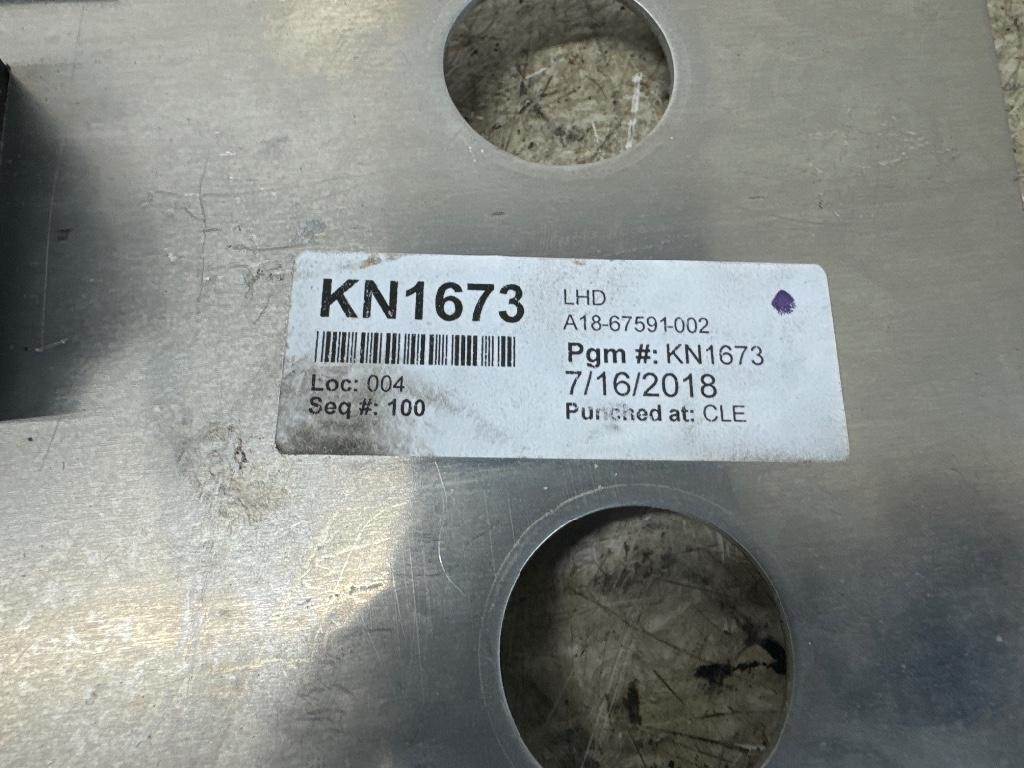 KN1673
Loc: 004
Seq #: 100
LHD
A18-67591-002
Pgm #: KN1673
7/16/2018
Punched at: CLE